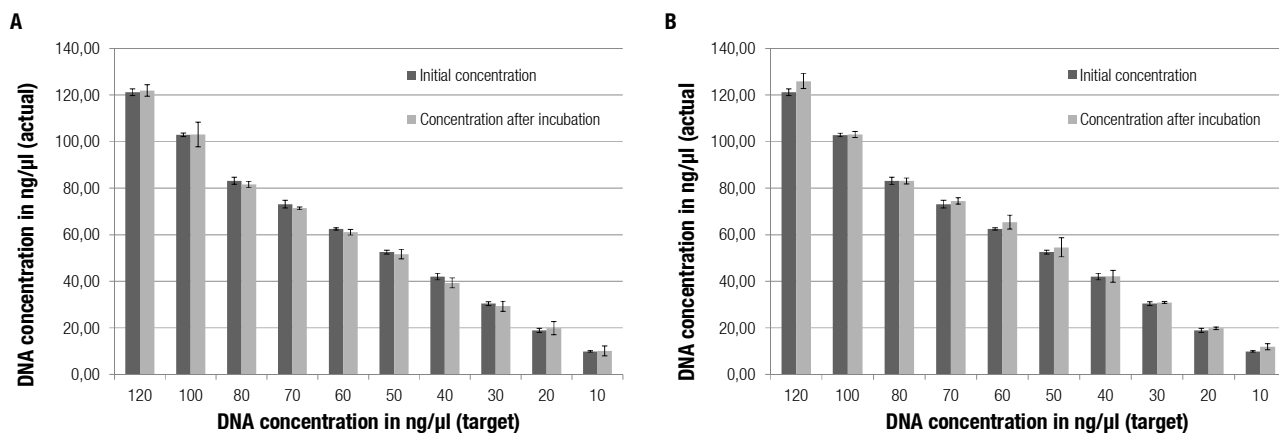 A
140,00
120,00
100,00
80,00
60,00
40,00
20,00
0,00
DNA concentration in ng/µl (actual)
Initial concentration
Concentration after incubation
120 100 80 70 60 50 40 30 20 10
DNA concentration in ng/µl (target)
B
140,00
120,00
100,00
80,00
60,00
40,00
20,00
0,00
DNA concentration in ng/µl (actual
Initial concentration
Concentration after incubation
120 100 80 70 60 50 40 30 20 10
DNA concentration in ng/µl (target)